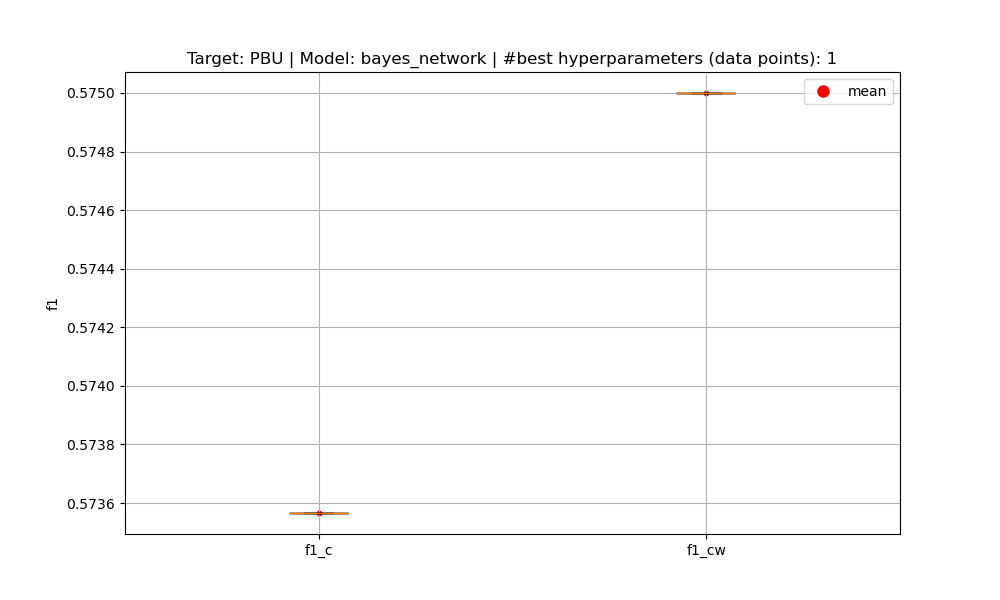 Target: PBU | Model: bayes_network | #best hyperparameters (data points): 1
mean
0.5750
0.5748
0.5746
0.5744
0.5742
0.5740
0.5738
0.5736
f1
f1_c
f1_cw